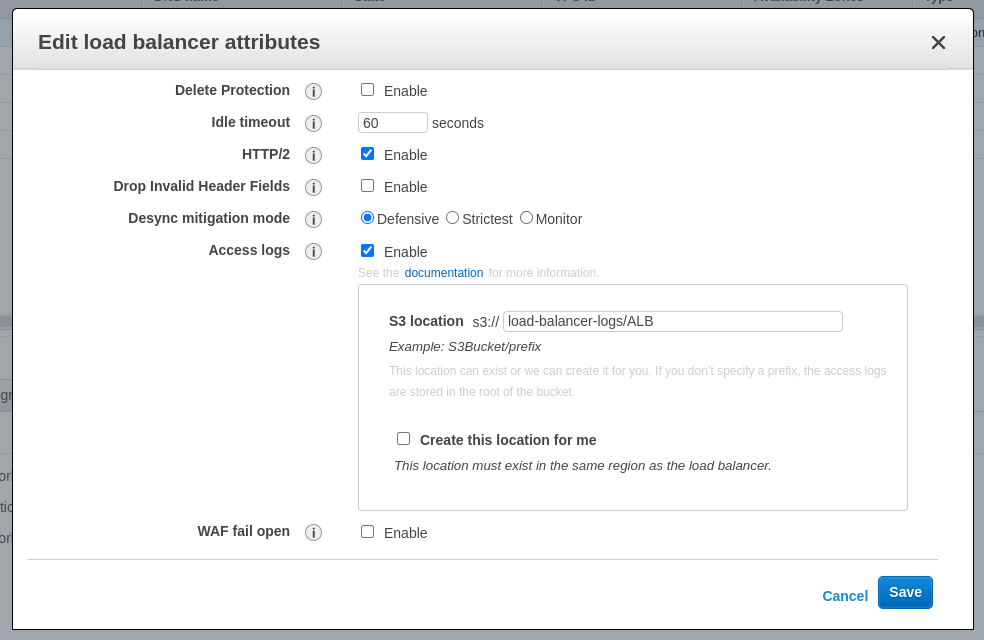 Edit load balancer attributes
Delete Protection Enable
Idle timeout 60 seconds
HTTP/2 Enable
Drop Invalid Header Fields Enable
Desync mitigation mode Defensive Strictest Monitor
Access logs Enable
See the documentation for more information.
S3 location s3:// load-balancer-logs/ALB
Example: S3Bucket/prefix
This location can exist or we can create it for you. If you don't specify a prefix, the access logs
are stored in the root of the bucket.
Create this location for me
This location must exist in the same region as the load balancer.
WAF fail open Enable
Cancel Save